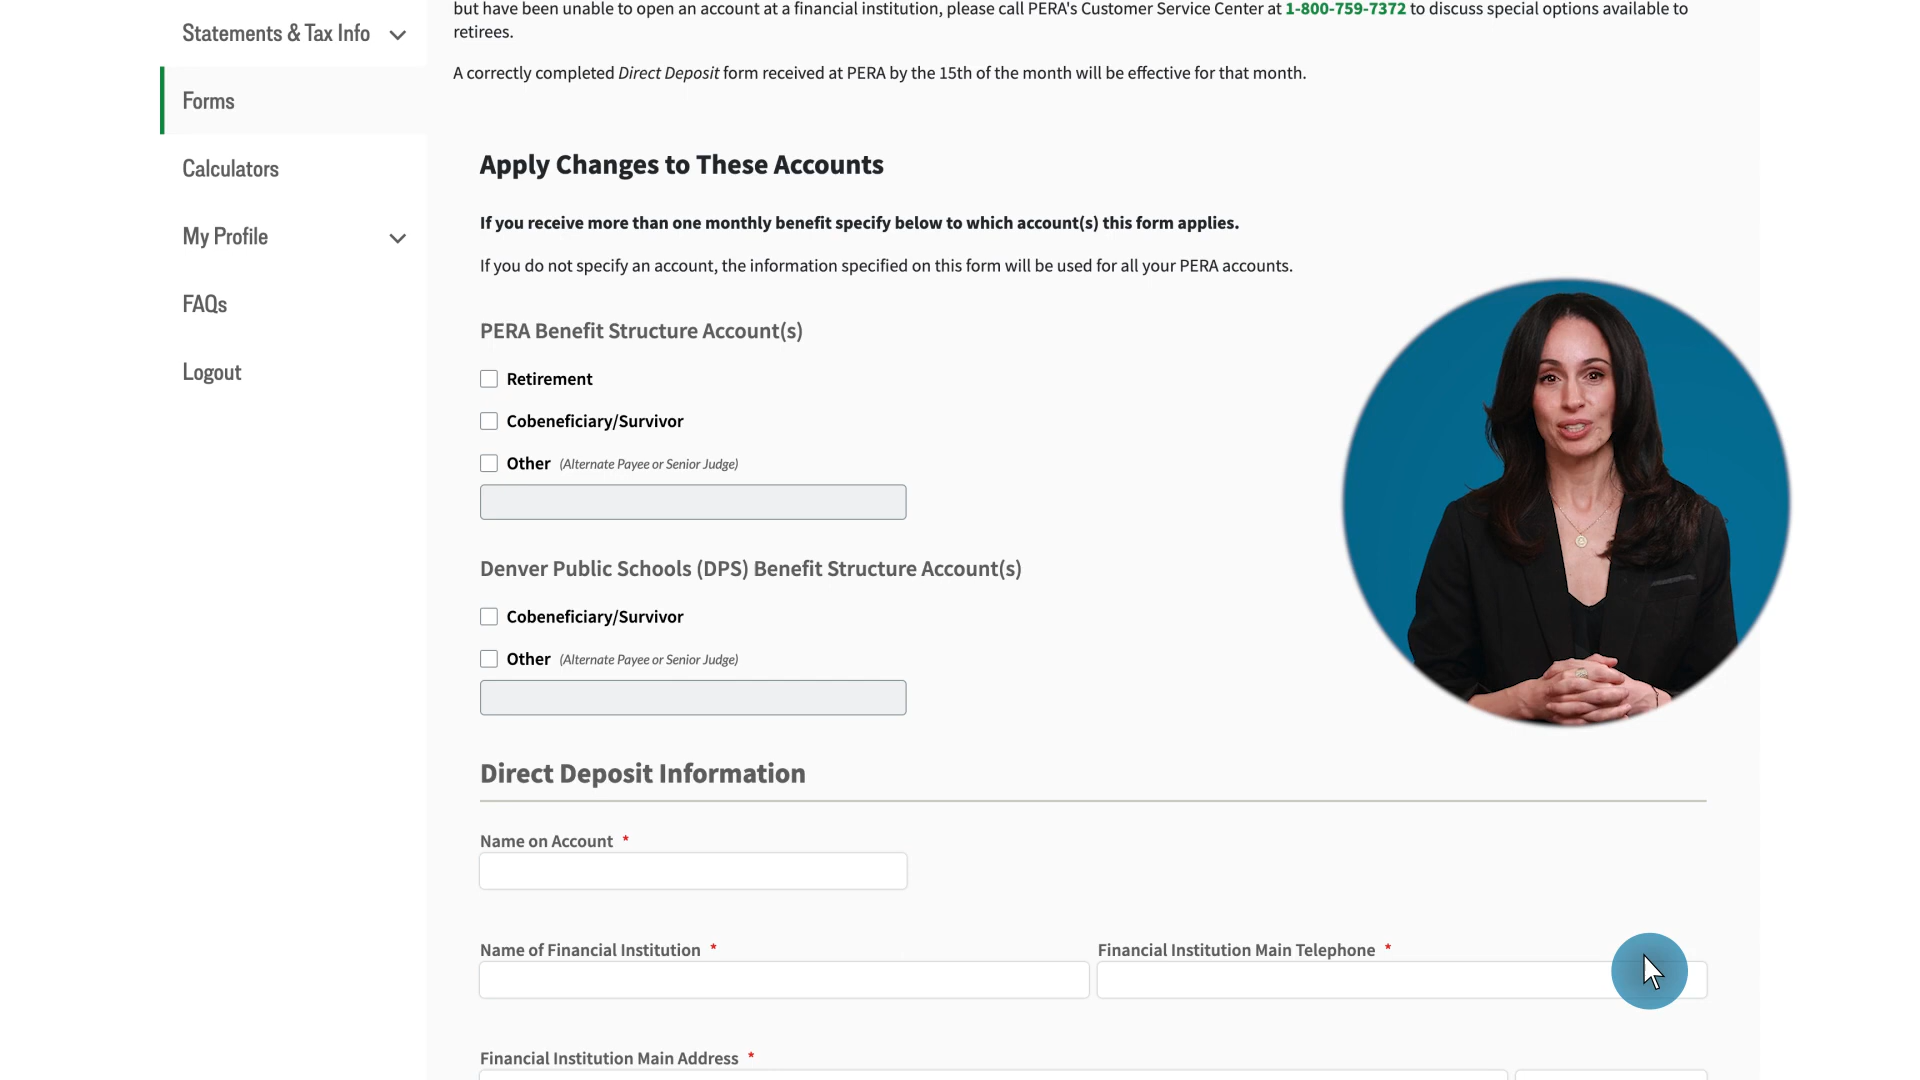 Statements & Tax Info
Forms
Calculators
My Profile
FAQs
Logout
but have been unable to open an account at a financial institution, please call PERA's Customer Service Center at 1-800-759-7372 to discuss special options available to
retirees.
A correctly completed Direct Deposit form received at PERA by the 15th of the month will be effective for that month.
Apply Changes to These Accounts
If you receive more than one monthly benefit specify below to which account(s) this form applies.
If you do not specify an account, the information specified on this form will be used for all your PERA accounts.
PERA Benefit Structure Account(s)
Retirement
Cobeneficiary/Survivor
Other (Alternate Payee or Senior Judge)
Denver Public Schools (DPS) Benefit Structure Account(s)
Cobeneficiary/Survivor
Other (Alternate Payee or Senior Judge)
Direct Deposit Information
Name on Account *
Name of Financial Institution * Financial Institution Main Telephone *
Financial Institution Main Address *